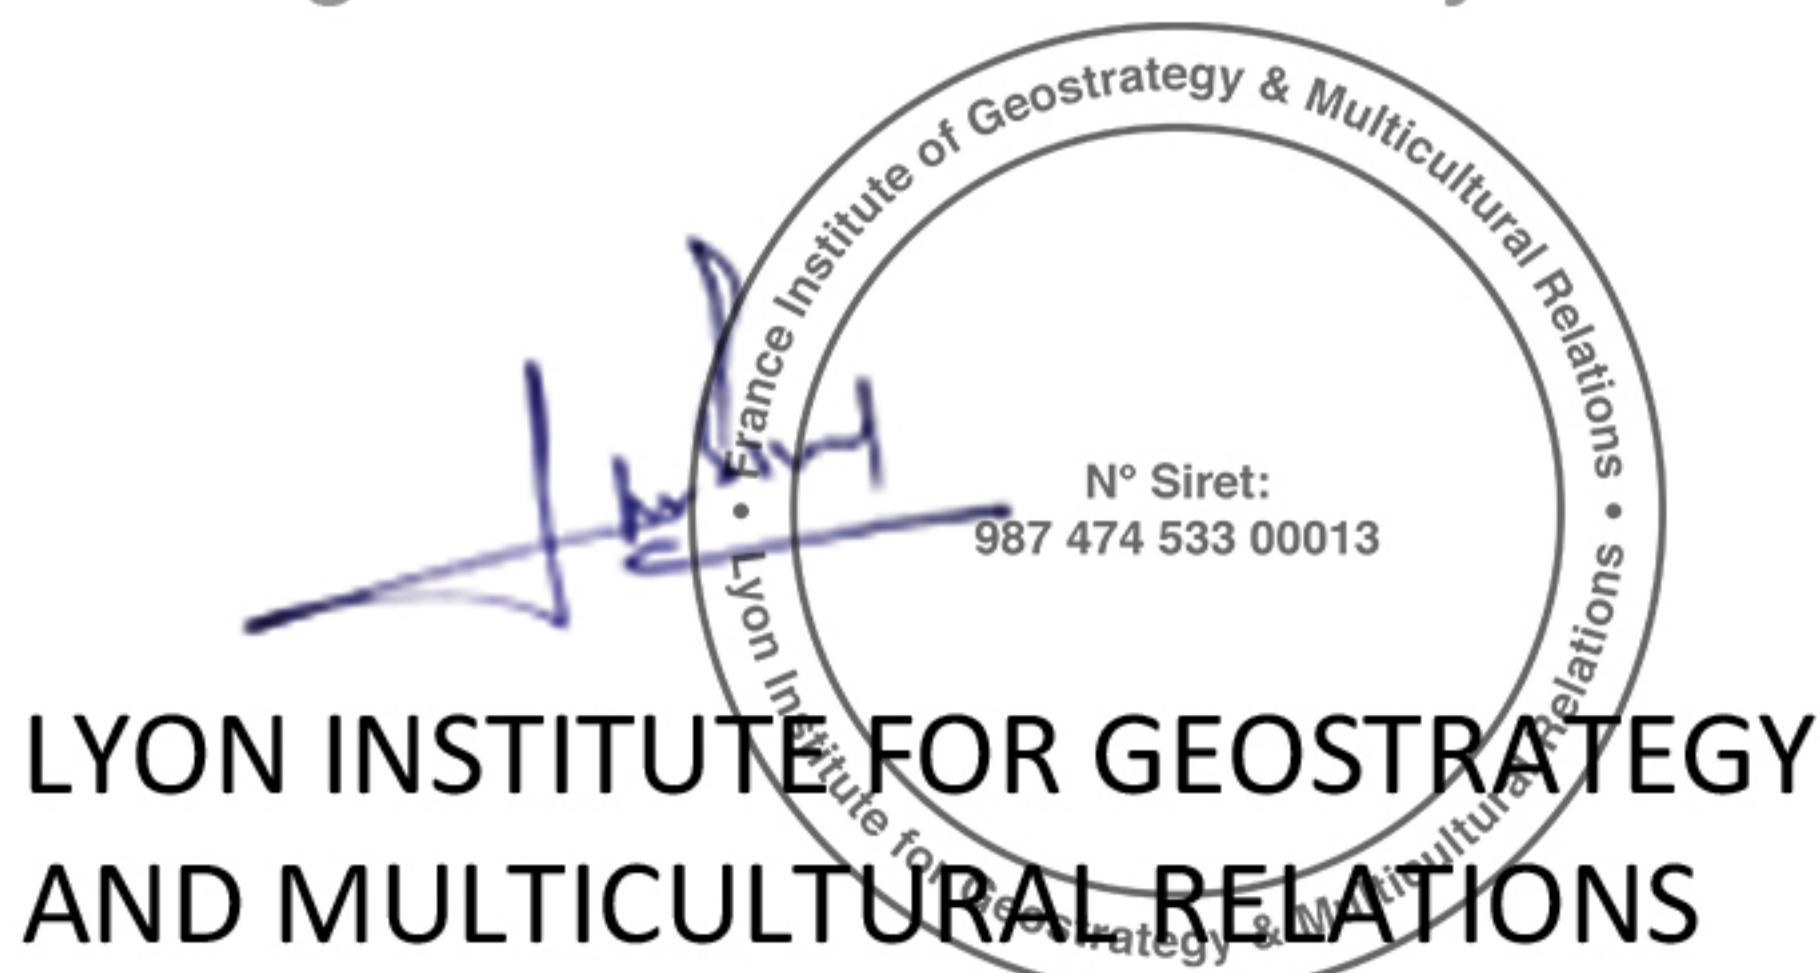 France Institute of Geostrategy & Multicultural Relations
N° Siret:
987 474 533 00013
Lyon Institute for Geostrategy & Multicultural Relations
LYON INSTITUTE FOR GEOSTRATEGY
AND MULTICULTURAL RELATIONS